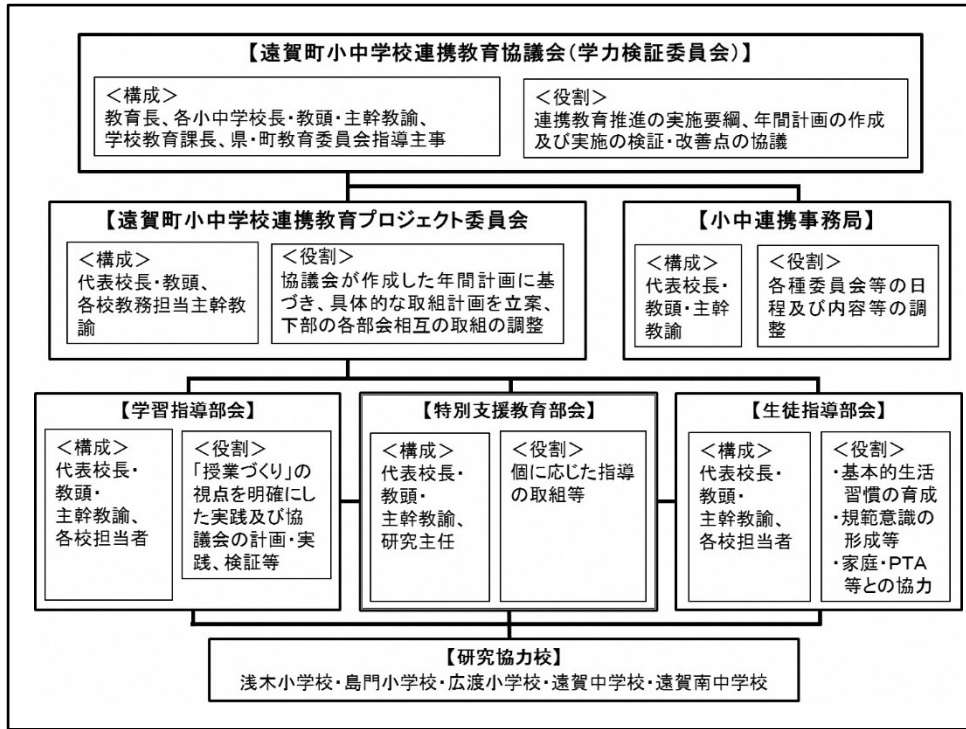 【遠賀町小中学校連携教育協議会(学力検証委員会)】
<構成>
教育長、各小中学校長・教頭・主幹教諭、
学校教育課長、県・町教育委員会指導主事
<役割>
連携教育推進の実施要綱、年間計画の作成
及び実施の検証・改善点の協議
【遠賀町小中学校連携教育プロジェクト委員会
<構成>
代表校長・教頭、
各校教務担当主幹教
諭
<役割>
協議会が作成した年間計画に基
づき、具体的な取組計画を立案、
下部の各部会相互の取組の調整
【小中連携事務局】
<構成>
代表校長・
教頭・主幹
教諭
<役割>
各種委員会等の日
程及び内容等の調
整
【学習指導部会】
<構成>
代表校長・
教頭・
主幹教諭、
各校担当者
<役割>
「授業づくり」の
視点を明確にし
た実践及び協
議会の計画・実
践、検証等
【特別支援教育部会】
<構成>
代表校長・
教頭・
主幹教諭、
研究主任
<役割>
個に応じた指導
の取組等
【生徒指導部会】
<構成>
代表校長・
教頭・
主幹教諭、
各校担当者
<役割>
・基本的生活
習慣の育成
・規範意識の
形成等
・家庭・PTA
等との協力
【研究協力校】
浅木小学校・島門小学校・広渡小学校・遠賀中学校・遠賀南中学校